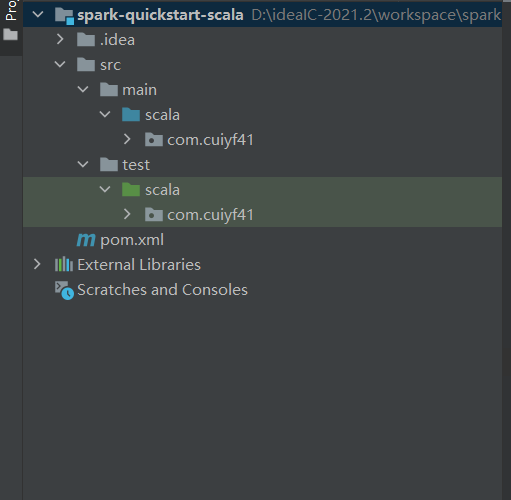 Pro
spark-quickstart-scala D:\ideaIC-2021.2\workspace\spark
.idea
src
main
scala
com.cuiyf41
test
scala
com.cuiyf41
m pom.xml
External Libraries
Scratches and Consoles